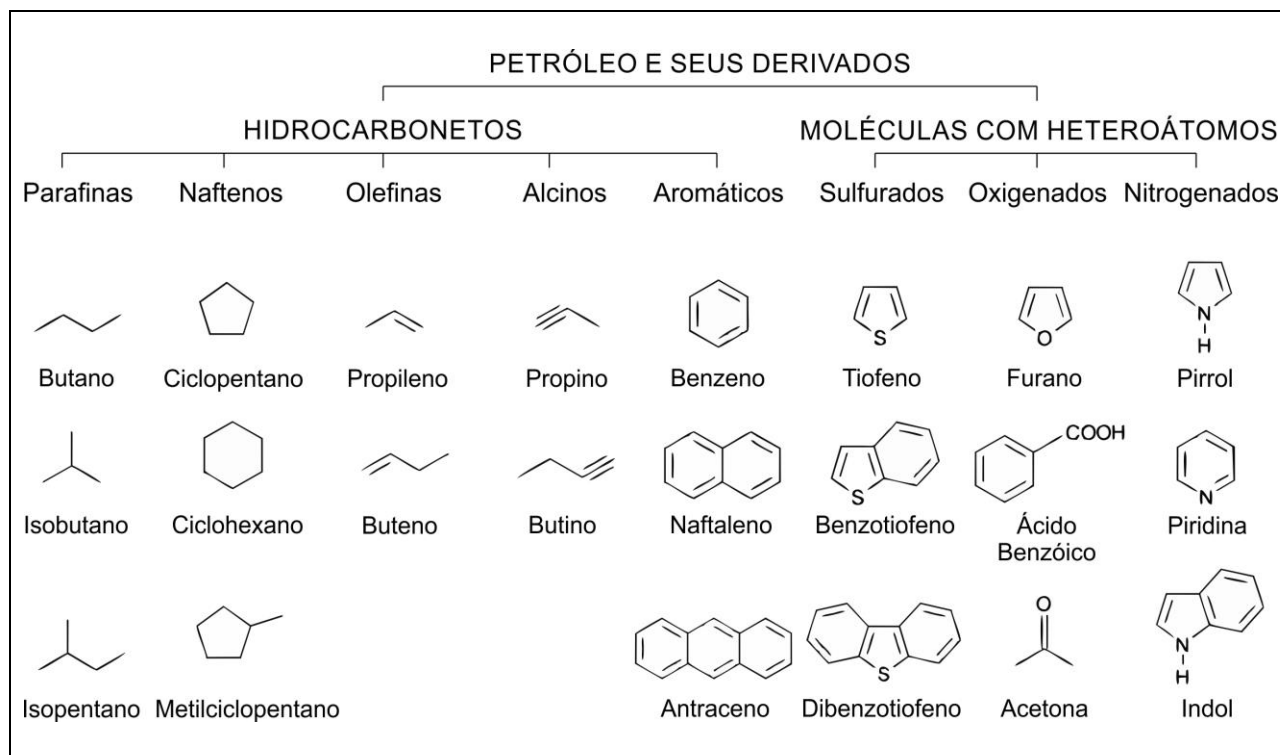 PETRÓLEO E SEUS DERIVADOS
HIDROCARBONETOS MOLÉCULAS COM HETEROÁTOMOS
Parafinas Naftenos Olefinas Alcinos Aromáticos Sulfurados Oxigenados Nitrogenados
S O N
H
Butano Ciclopentano Propileno Propino Benzeno Tiofeno Furano Pirrol
COOH
S N
Isobutano Ciclohexano Buteno Butino Naftaleno Benzotiofeno Ácido Piridina
Benzóico
O
S N
H
Isopentano Metilciclopentano Antraceno Dibenzotiofeno Acetona Indol